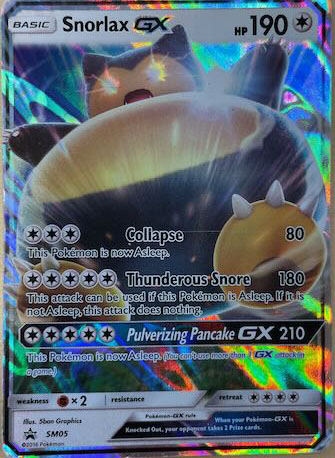 BASIC Snorlax GX HP 190
Collapse 80
This Pokémon is now Asleep.
Thunderous Snore 180
This attack can be used if this Pokémon is Asleep. If it is
not Asleep, this attack does nothing.
Pulverizing Pancake GX 210
This Pokémon is now Asleep. (You can't use more than 1 GX attack in
a game.)
weakness ×2 resistance retreat
Pokémon-GX rule
When your Pokémon-GX is
Knocked Out, your opponent takes 2 Prize cards.
Illus. 5ban Graphics
SM05
©2016 Pokémon